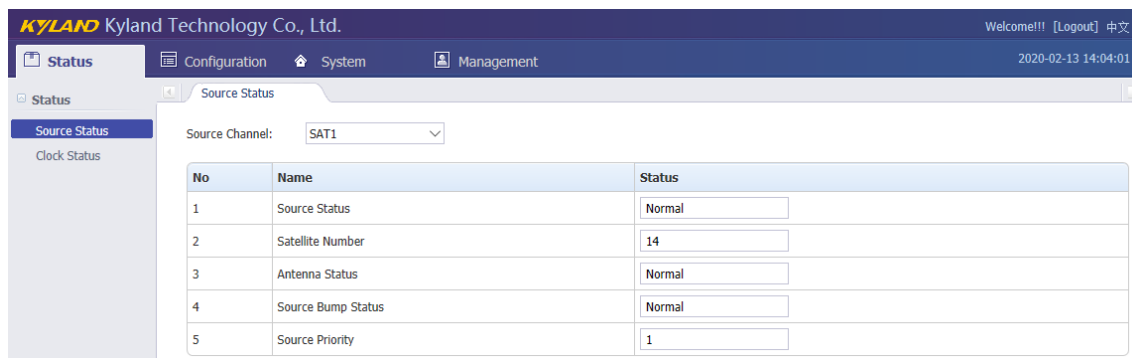 KYLAND Kyland Technology Co., Ltd. Welcome!!! [Logout] 中文
Status Configuration System Management 2020-02-13 14:04:01
Status
Source Status
Clock Status
Source Status
Source Channel: SAT1
No Name Status
1 Source Status Normal
2 Satellite Number 14
3 Antenna Status Normal
4 Source Bump Status Normal
5 Source Priority 1